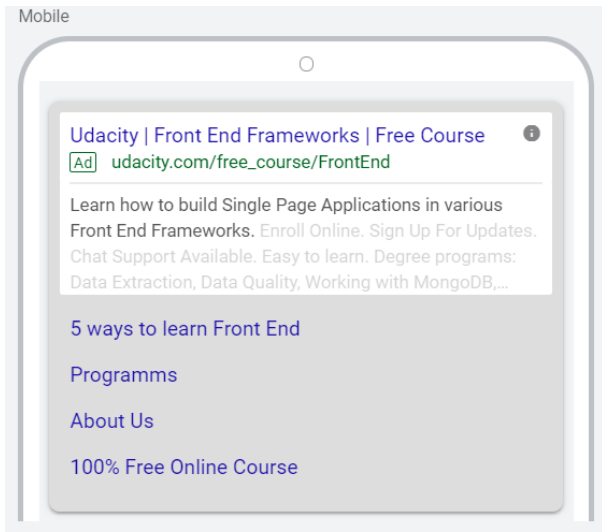 Mobile
Udacity | Front End Frameworks | Free Course
Ad udacity.com/free_course/FrontEnd
Learn how to build Single Page Applications in various
Front End Frameworks. Enroll Online. Sign Up For Updates.
Chat Support Available. Easy to learn. Degree programs:
Data Extraction, Data Quality, Working with MongoDB,...
5 ways to learn Front End
Programms
About Us
100% Free Online Course